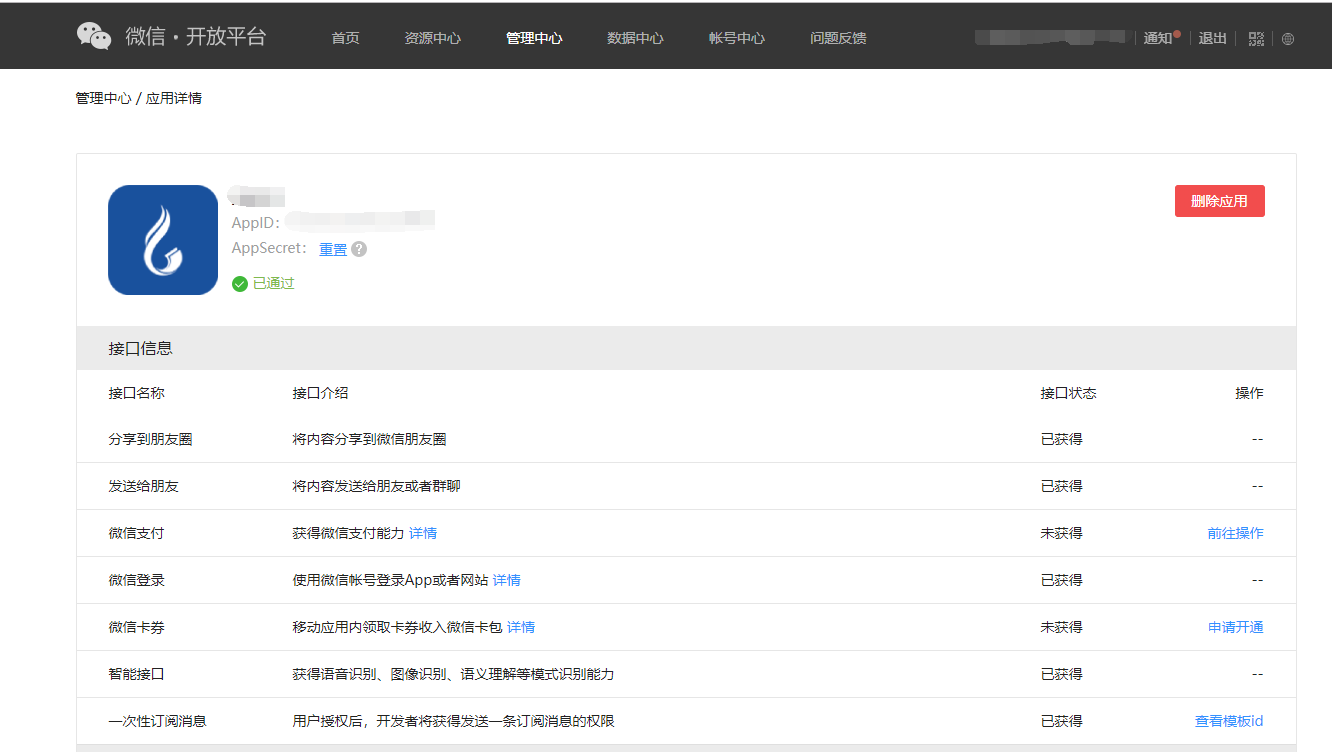 微信·开放平台 首页 资源中心 管理中心 数据中心 帐号中心 问题反馈 通知 退出
管理中心 / 应用详情
删除应用
AppID:
AppSecret: 重置 ?
已通过
接口信息
接口名称 接口介绍 接口状态 操作
分享到朋友圈 将内容分享到微信朋友圈 已获得 --
发送给朋友 将内容发送给朋友或者群聊 已获得 --
微信支付 获得微信支付能力 详情 未获得 前往操作
微信登录 使用微信帐号登录App或者网站 详情 已获得 --
微信卡券 移动应用内领取卡券收入微信卡包 详情 未获得 申请开通
智能接口 获得语音识别、图像识别、语义理解等模式识别能力 已获得 --
一次性订阅消息 用户授权后，开发者将获得发送一条订阅消息的权限 已获得 查看模板id